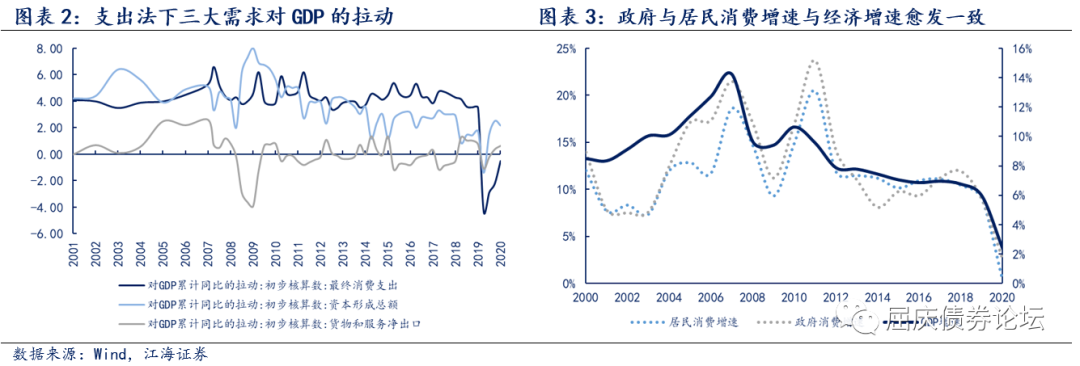 图表 2：支出法下三大需求对 GDP 的拉动
8.00
6.00
4.00
2.00
0.00
-2.00
-4.00
-6.00
2001 2002 2003 2004 2005 2006 2007 2008 2009 2010 2011 2012 2013 2014 2015 2016 2017 2018 2019 2020
对GDP累计同比的拉动:初步核算数:最终消费支出
对GDP累计同比的拉动:初步核算数:资本形成总额
对GDP累计同比的拉动:初步核算数:货物和服务净出口
图表 3：政府与居民消费增速与经济增速愈发一致
25%
20%
15%
10%
5%
0%
16%
14%
12%
10%
8%
6%
4%
2%
0%
2000 2002 2004 2006 2008 2010 2012 2014 2016 2018 2020
居民消费增速 政府消费
屈庆债券论坛
数据来源：Wind，江海证券